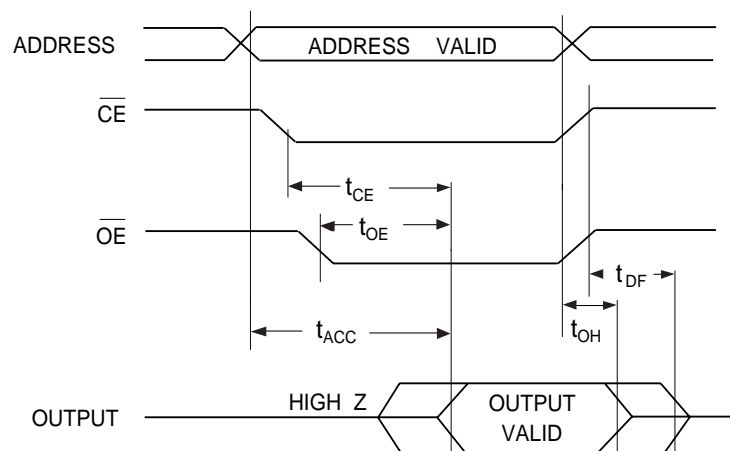 ADDRESS
ADDRESS VALID
CE
tCE
tOE
OE
tDF
tACC
tOH
HIGH Z
OUTPUT
OUTPUT
VALID